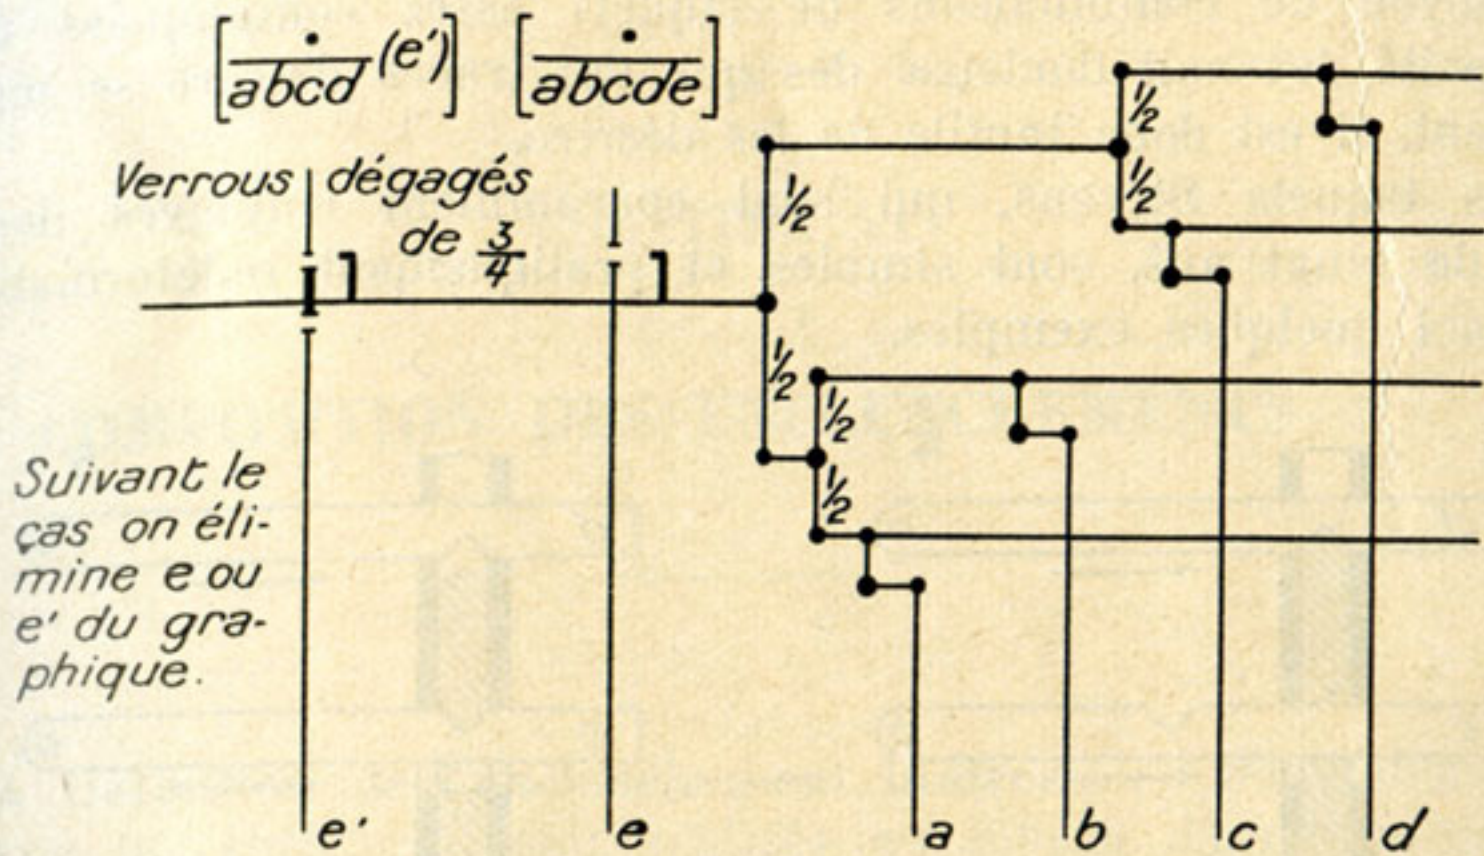 [•/abcd (e')] [•/abcde]
Verrous dégagés
de 3/4
1/2
1/2
1/2
1/2
1/2
1/2
Suivant le
ças on éli-
mine e ou
e' du gra-
phique.
e' e a b c d